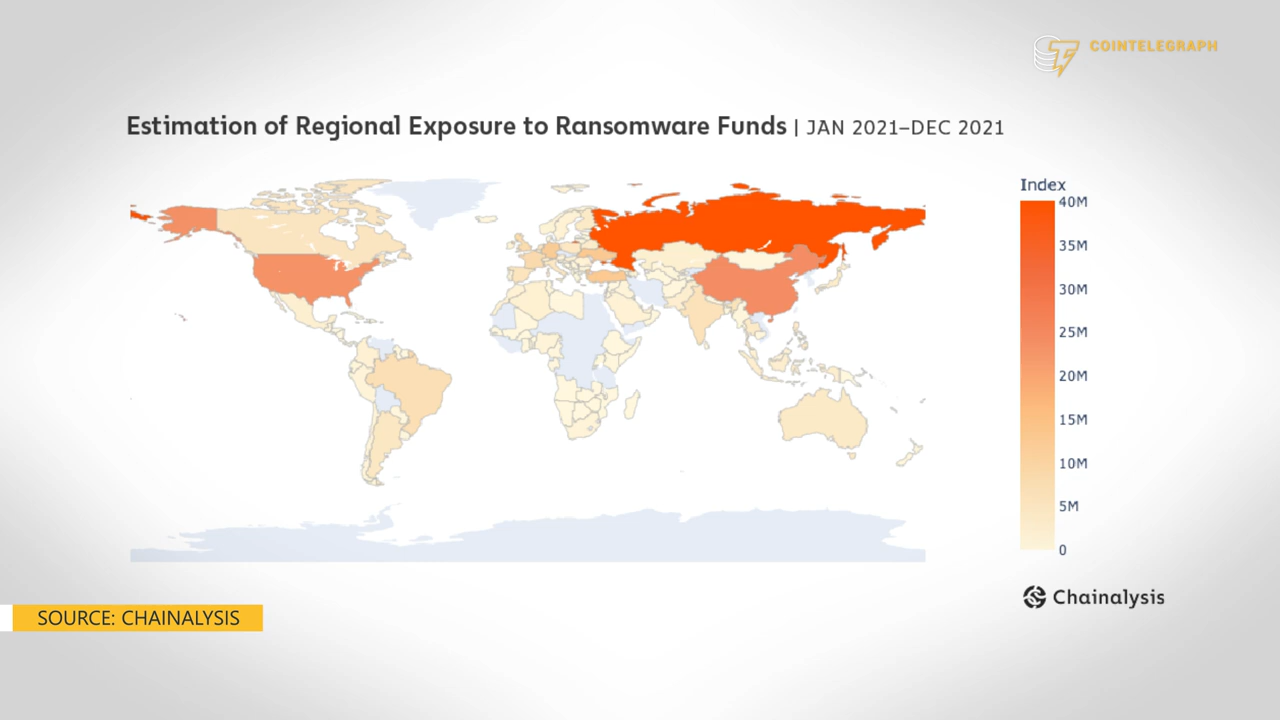 COINTELEGRAPH
Estimation of Regional Exposure to Ransomware Funds | JAN 2021–DEC 2021
Index
40M
35M
30M
25M
20M
15M
10M
5M
0
Chainalysis
SOURCE: CHAINALYSIS